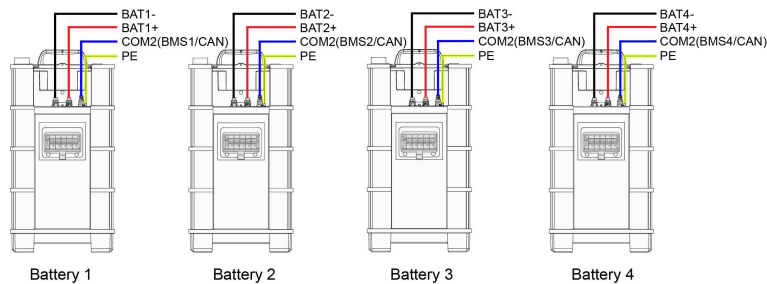 BAT1-
BAT1+
COM2(BMS1/CAN)
PE
BAT2-
BAT2+
COM2(BMS2/CAN)
PE
BAT3-
BAT3+
COM2(BMS3/CAN)
PE
BAT4-
BAT4+
COM2(BMS4/CAN)
PE
Battery 1
Battery 2
Battery 3
Battery 4